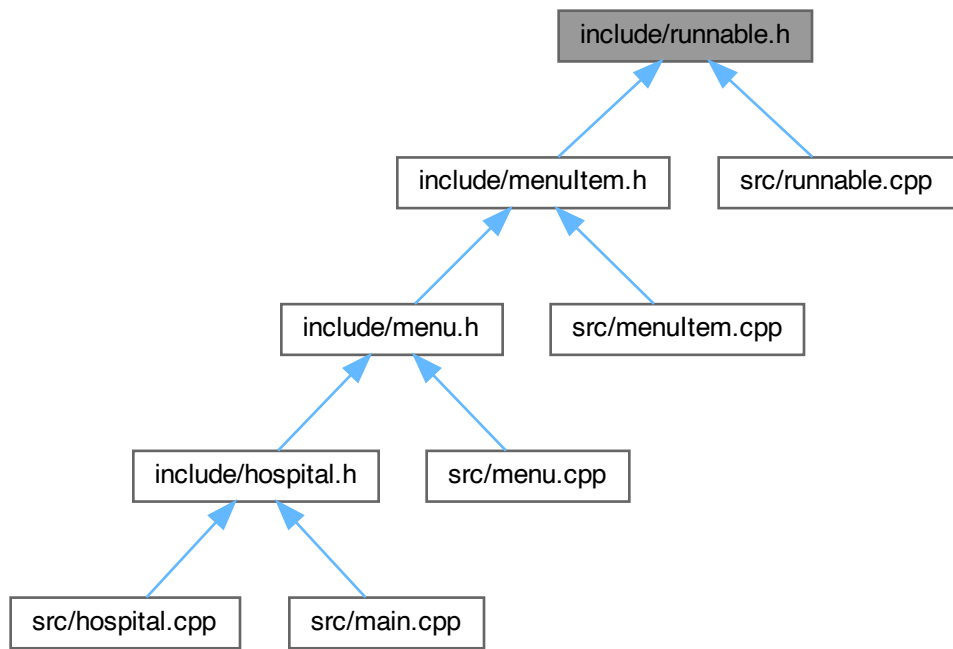 include/runnable.h
include/menuItem.h
src/runnable.cpp
include/menu.h
src/menuItem.cpp
include/hospital.h
src/menu.cpp
src/hospital.cpp
src/main.cpp